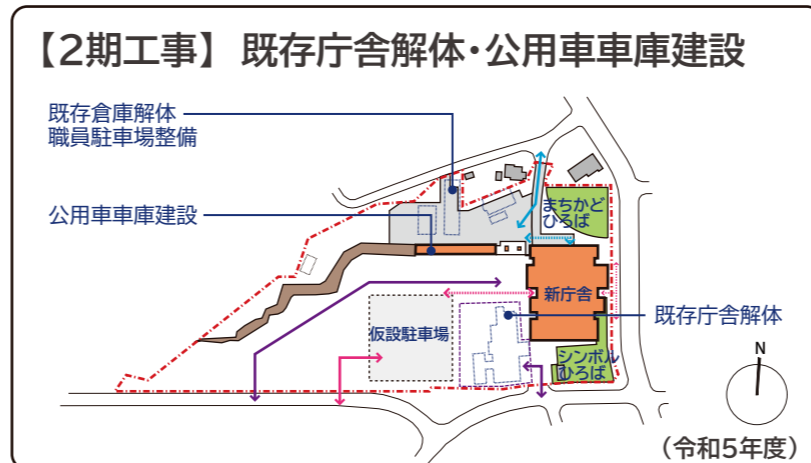 【2期工事】 既存庁舎解体・公用車車庫建設
既存倉庫解体
職員駐車場整備
公用車車庫建設
まちかど
ひろば
新庁舎
既存庁舎解体
仮設駐車場
シンボル
ひろば
N
(令和5年度)